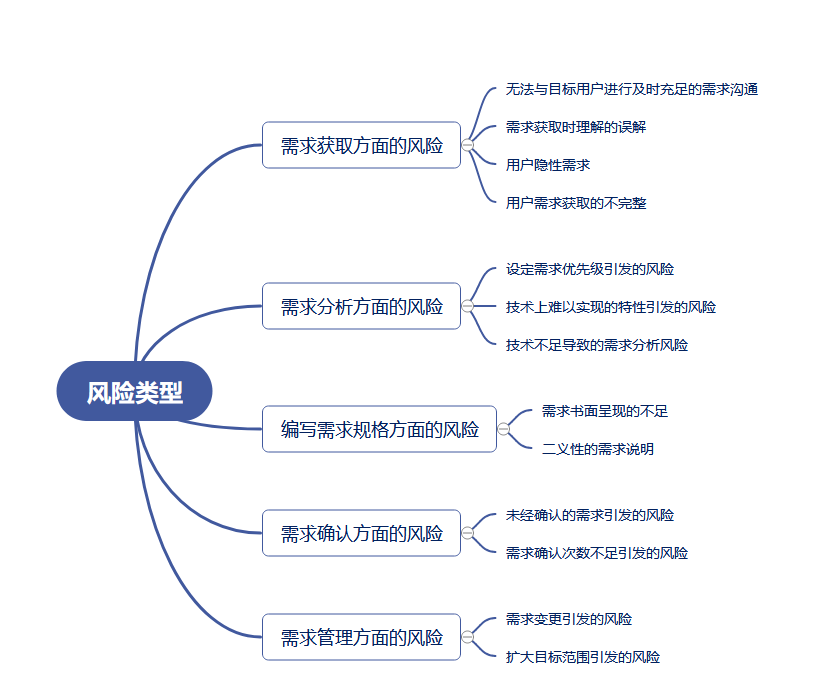 风险类型
需求获取方面的风险
无法与目标用户进行及时充足的需求沟通
需求获取时理解的误解
用户隐性需求
用户需求获取的不完整
需求分析方面的风险
设定需求优先级引发的风险
技术上难以实现的特性引发的风险
技术不足导致的需求分析风险
编写需求规格方面的风险
需求书面呈现的不足
二义性的需求说明
需求确认方面的风险
未经确认的需求引发的风险
需求确认次数不足引发的风险
需求管理方面的风险
需求变更引发的风险
扩大目标范围引发的风险